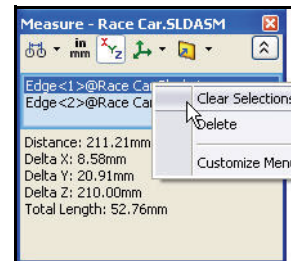 Measure - Race Car.SLDASM
in
mm
XYZ
Edge<1>@Race Car
Edge<2>@Race Car
Clear Selections
Delete
Customize Menu
Distance: 211.21mm
Delta X: 8.58mm
Delta Y: 20.91mm
Delta Z: 210.00mm
Total Length: 52.76mm